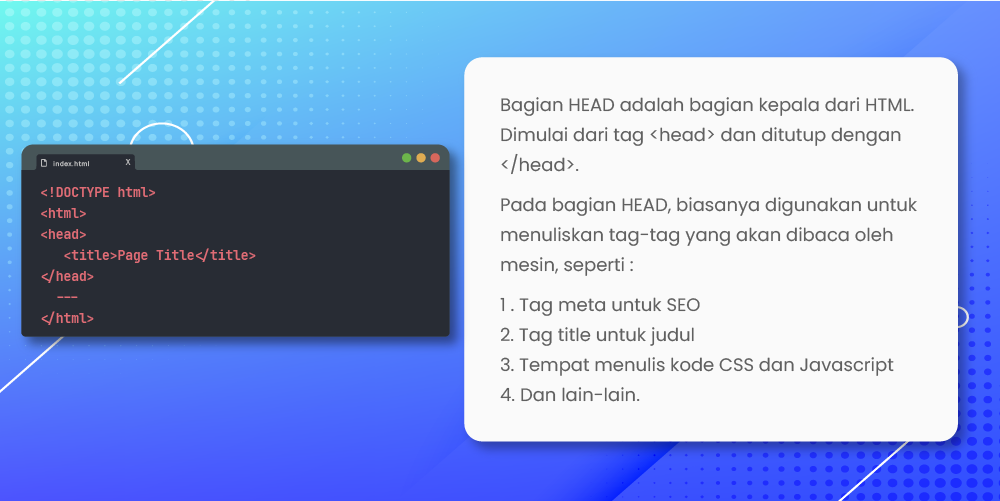 index.html X
<!DOCTYPE html>
<html>
<head>
<title>Page Title</title>
</head>
---
</html>
Bagian HEAD adalah bagian kepala dari HTML.
Dimulai dari tag <head> dan ditutup dengan
</head>.
Pada bagian HEAD, biasanya digunakan untuk
menuliskan tag-tag yang akan dibaca oleh
mesin, seperti :
1 . Tag meta untuk SEO
2. Tag title untuk judul
3. Tempat menulis kode CSS dan Javascript
4. Dan lain-lain.